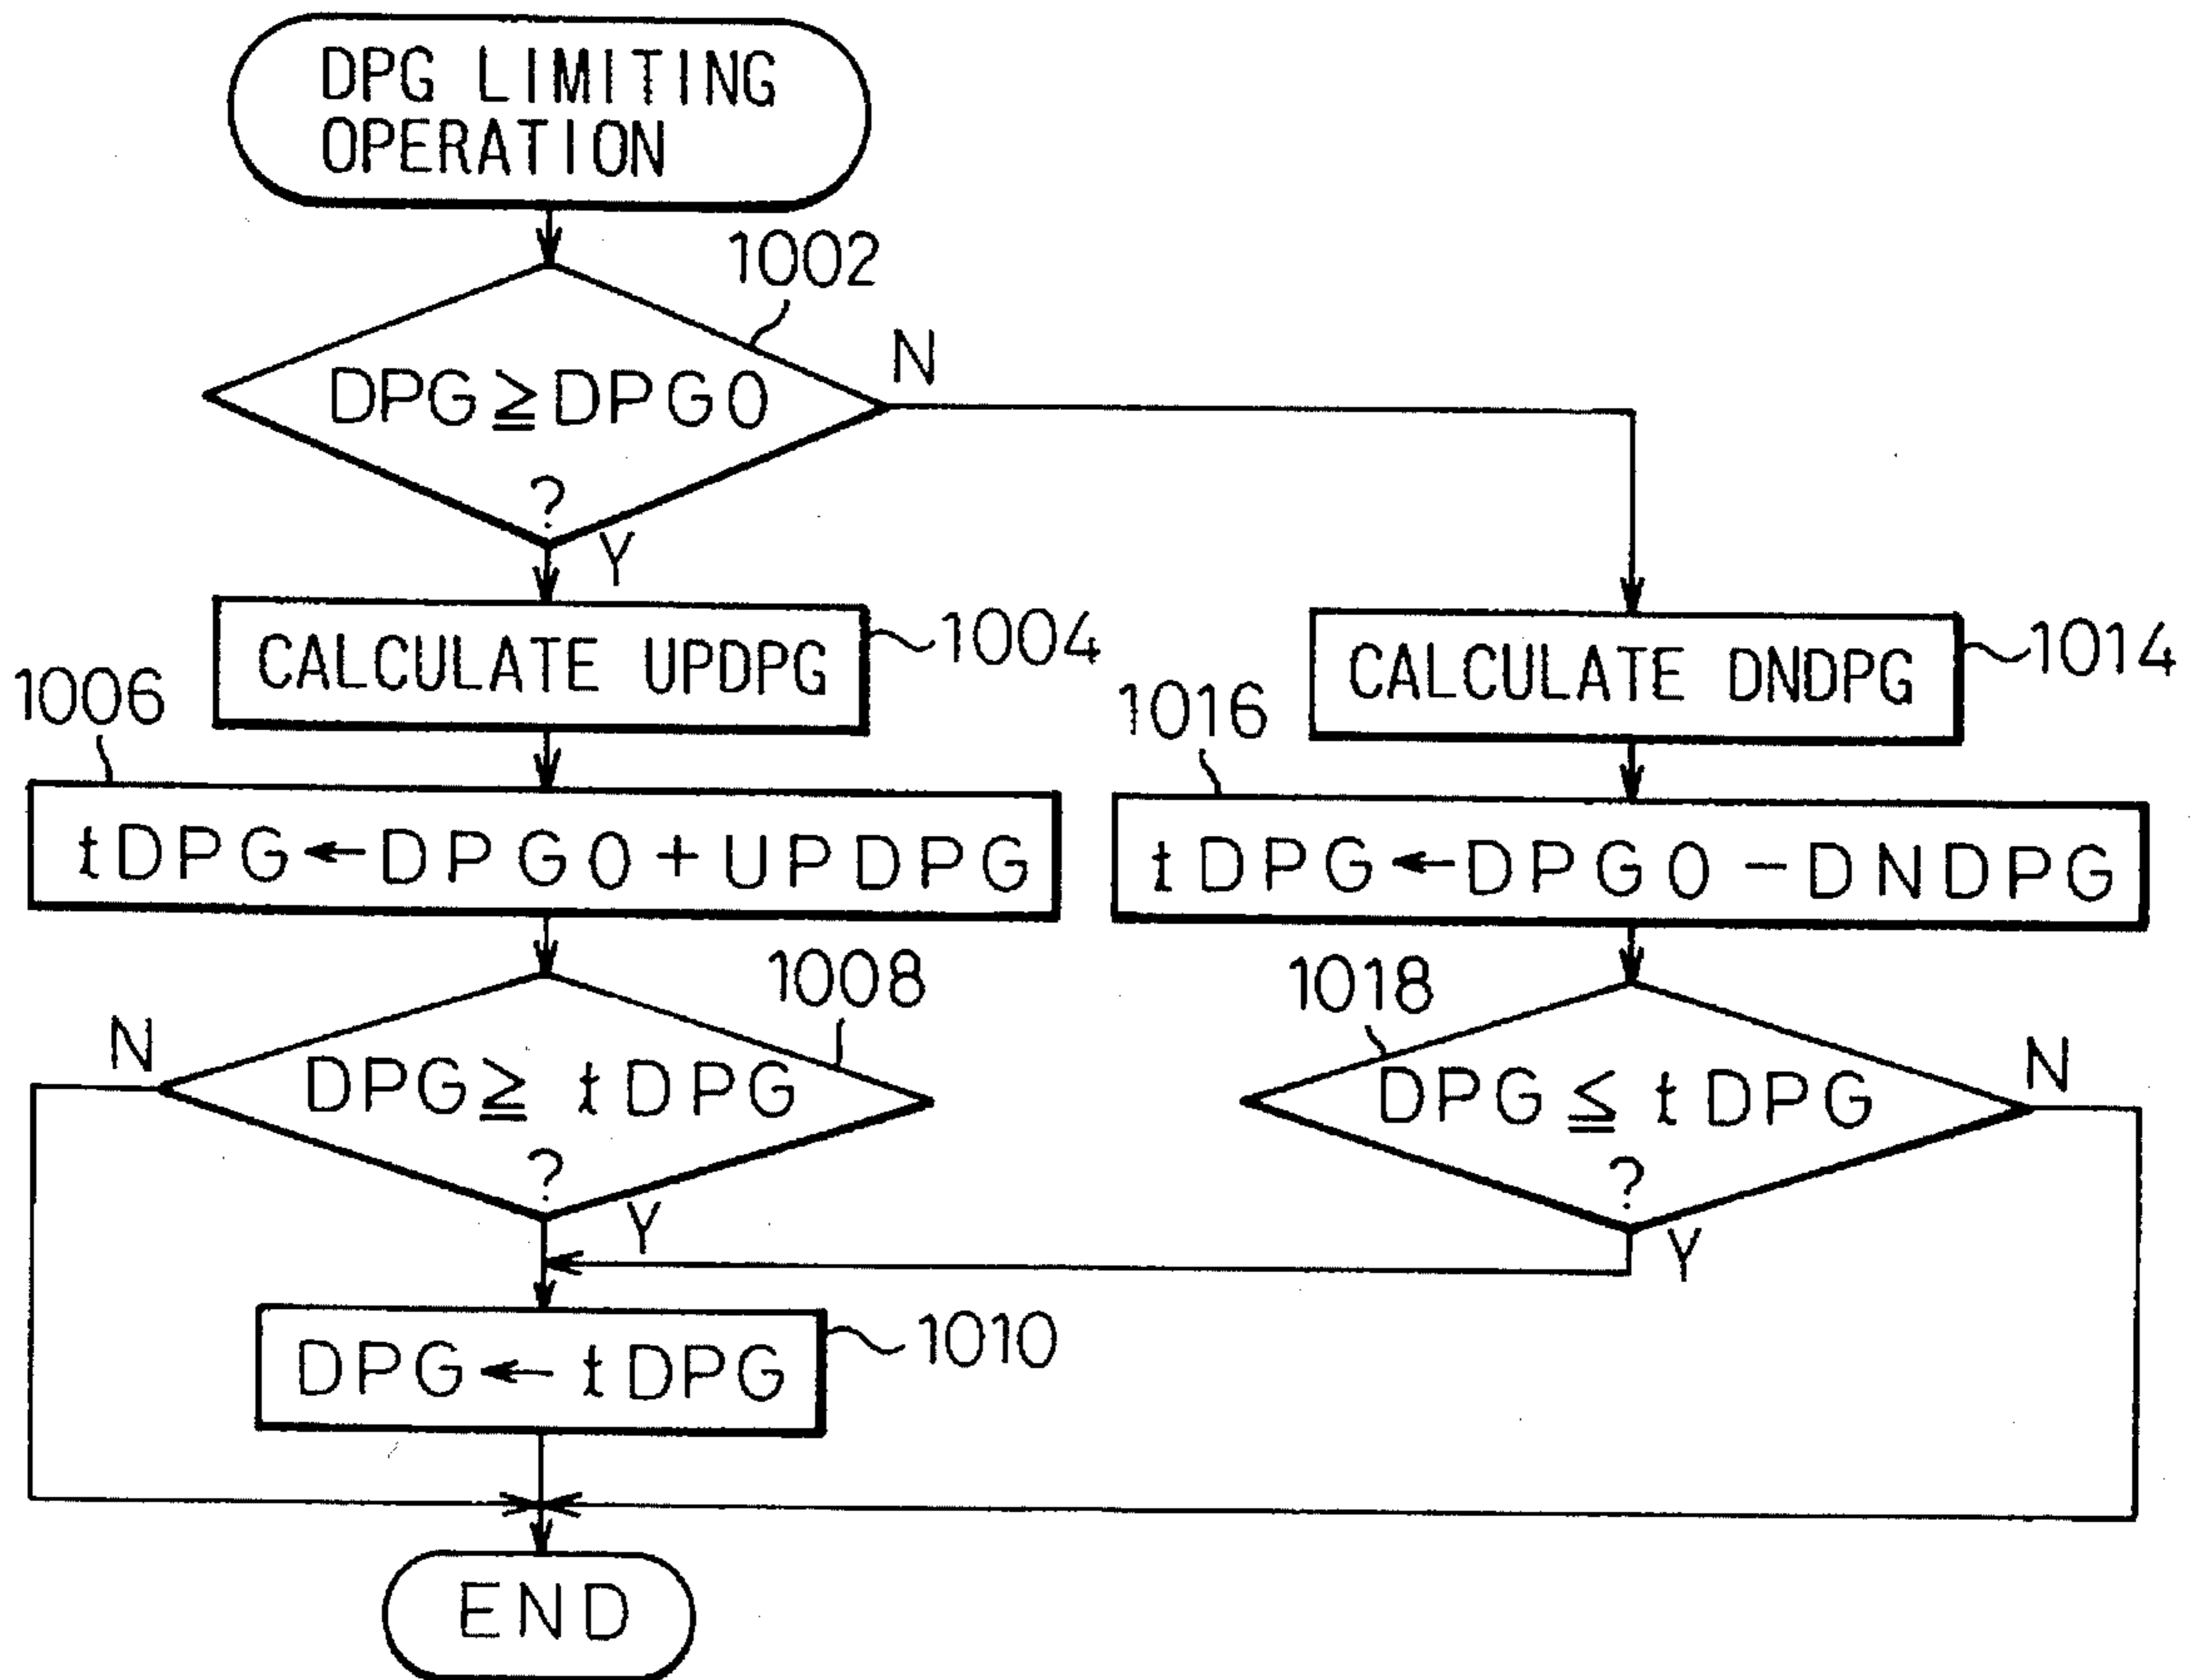 DPG LIMITING
OPERATION
1002
DPG≧DPG0
?
N
Y
CALCULATE UPDPG
1004
1006
tDPG←DPG0+UPDPG
1008
DPG≧tDPG
?
N
Y
DPG←tDPG
1010
CALCULATE DNDPG
1014
1016
tDPG←DPG0-DNDPG
1018
DPG≦tDPG
?
N
Y
END